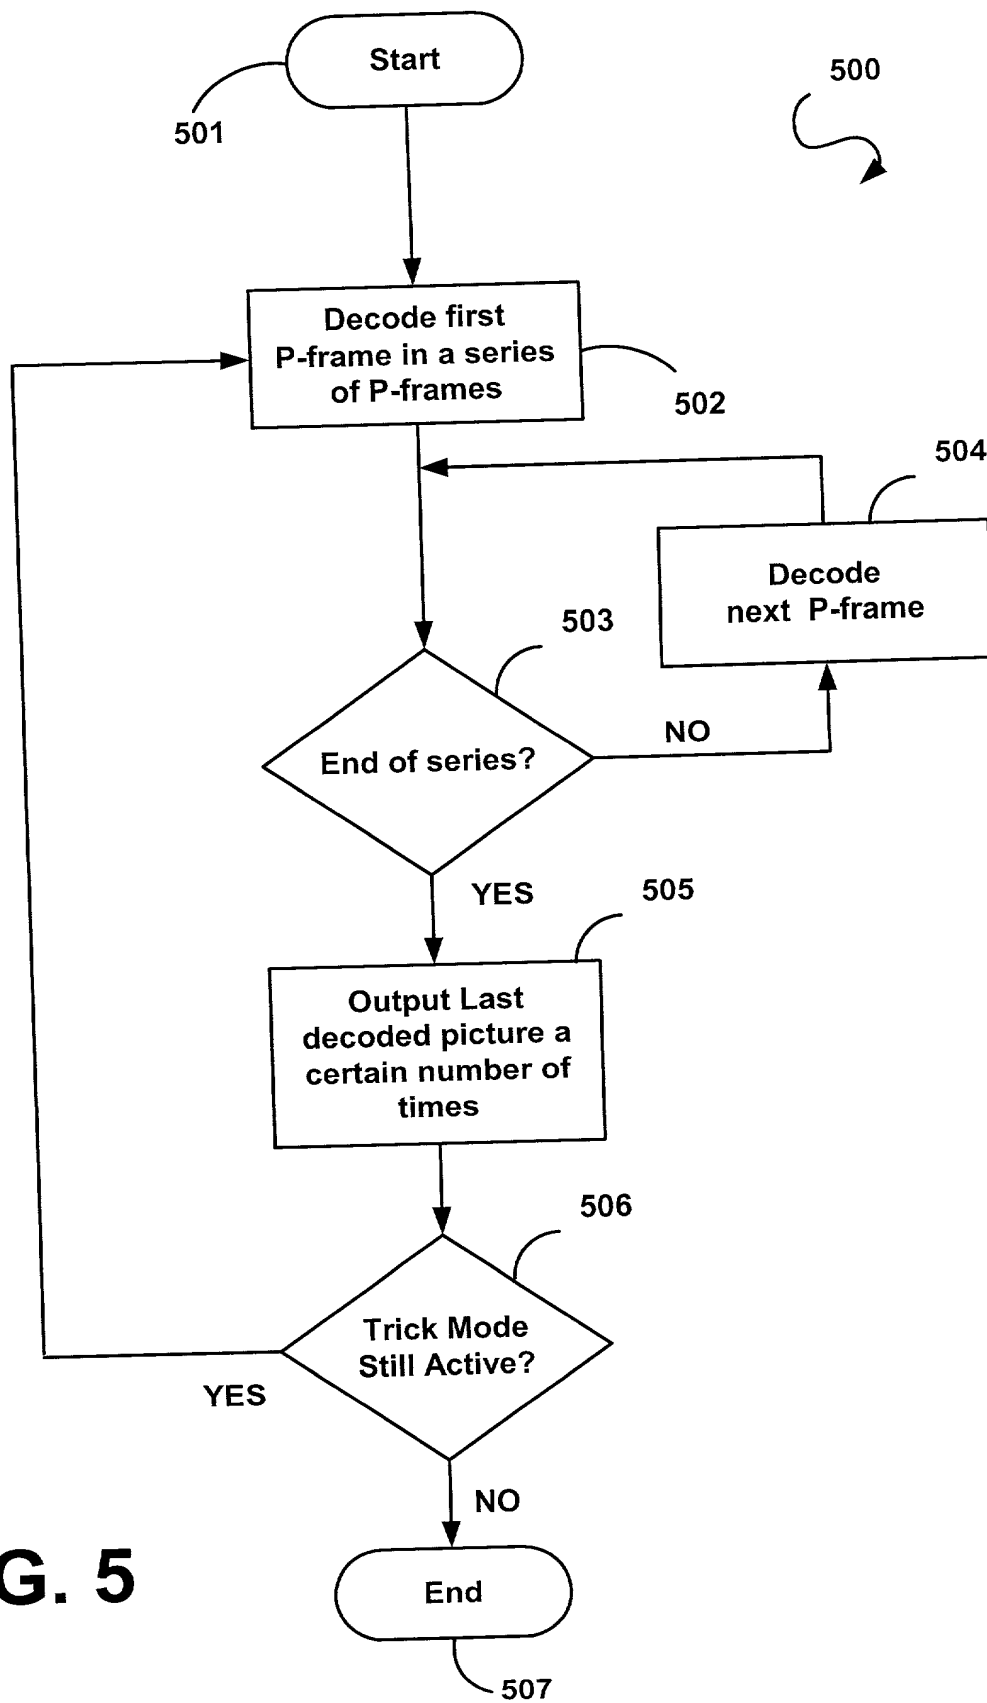 Start
500
501
Decode first
P-frame in a series
of P-frames
502
504
Decode
next P-frame
503
End of series?
NO
YES
505
Output Last
decoded picture a
certain number of
times
506
Trick Mode
Still Active?
YES
NO
G. 5
End
507